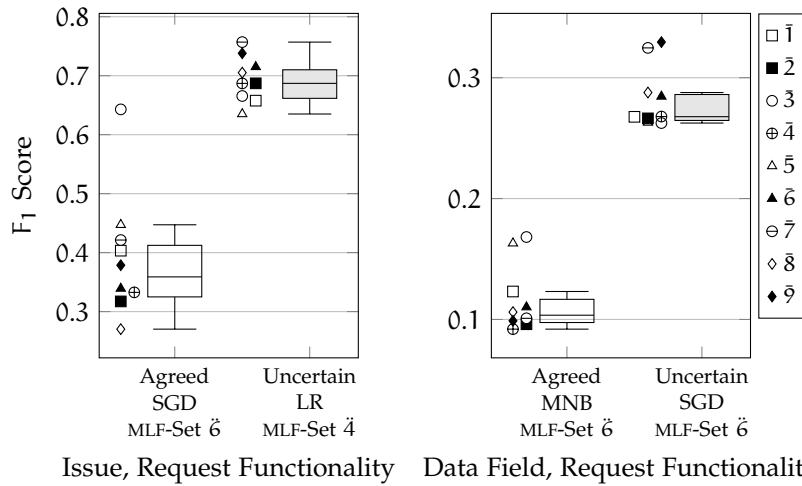 0.8
0.7
0.6
0.5
0.4
0.3
F1 Score
Agreed
SGD
MLF-Set 6̈
Uncertain
LR
MLF-Set 4̈
Issue, Request Functionality
0.3
0.2
0.1
Agreed
MNB
MLF-Set 6̈
Uncertain
SGD
MLF-Set 6̈
Data Field, Request Functionalit
1̄
2̄
3̄
4̄
5̄
6̄
7̄
8̄
9̄